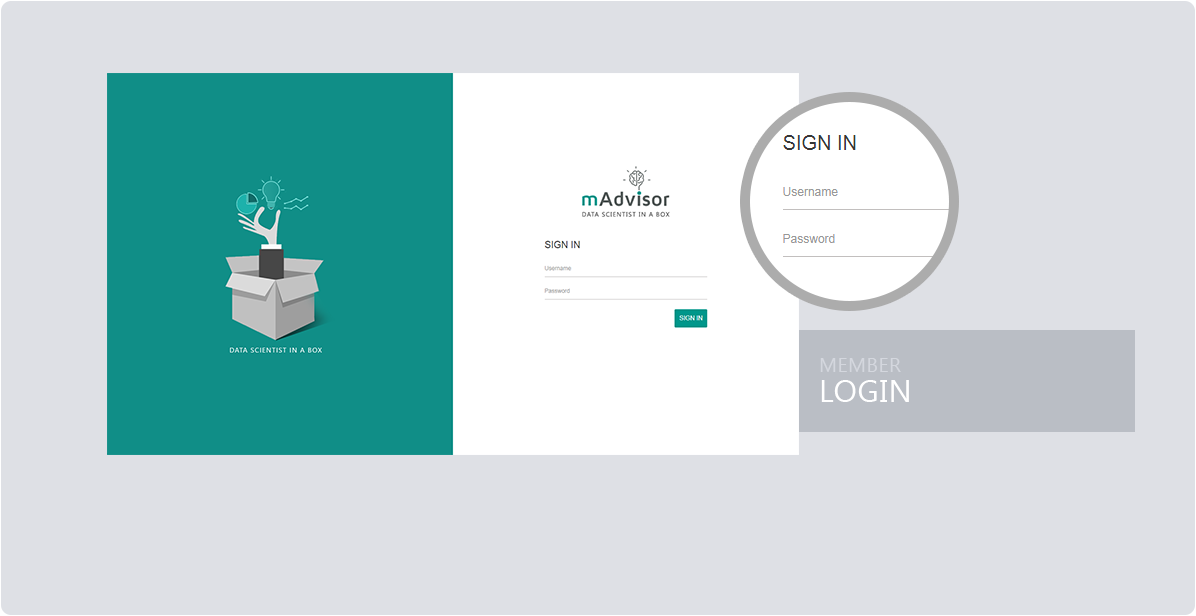 DATA SCIENTIST IN A BOX
mAdvisor
DATA SCIENTIST IN A BOX
SIGN IN
Username
Password
SIGN IN
SIGN IN
Username
Password
MEMBER
LOGIN